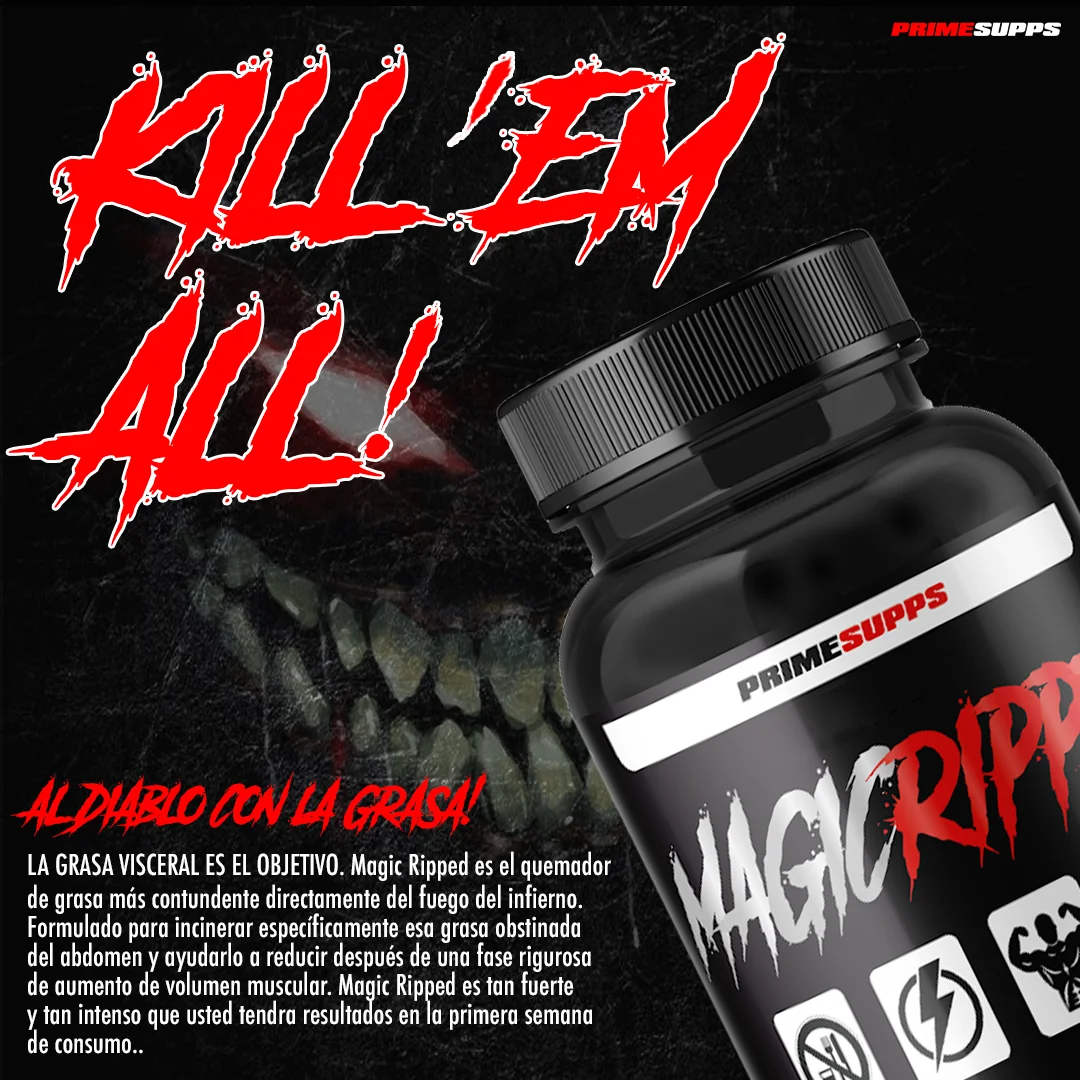 PRIMESUPPS
KILL 'EM
ALL!
PRIMESUPPS
MAGIC RIPP
AL DIABLO CON LA GRASA!
LA GRASA VISCERAL ES EL OBJETIVO. Magic Ripped es el quemador
de grasa más contundente directamente del fuego del infierno.
Formulado para incinerar específicamente esa grasa obstinada
del abdomen y ayudarlo a reducir después de una fase rigurosa
de aumento de volumen muscular. Magic Ripped es tan fuerte
y tan intenso que usted tendra resultados en la primera semana
de consumo..